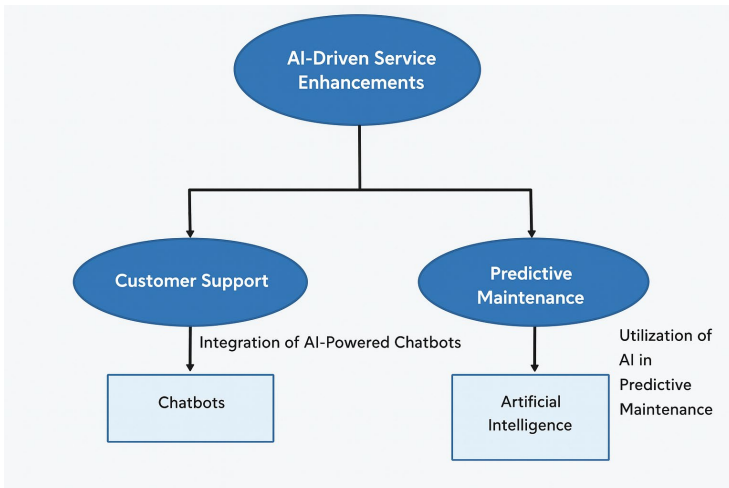 AI-Driven Service
Enhancements
Customer Support
Predictive
Maintenance
Integration of AI-Powered Chatbots
Utilization of
AI in
Predictive
Maintenance
Chatbots
Artificial
Intelligence